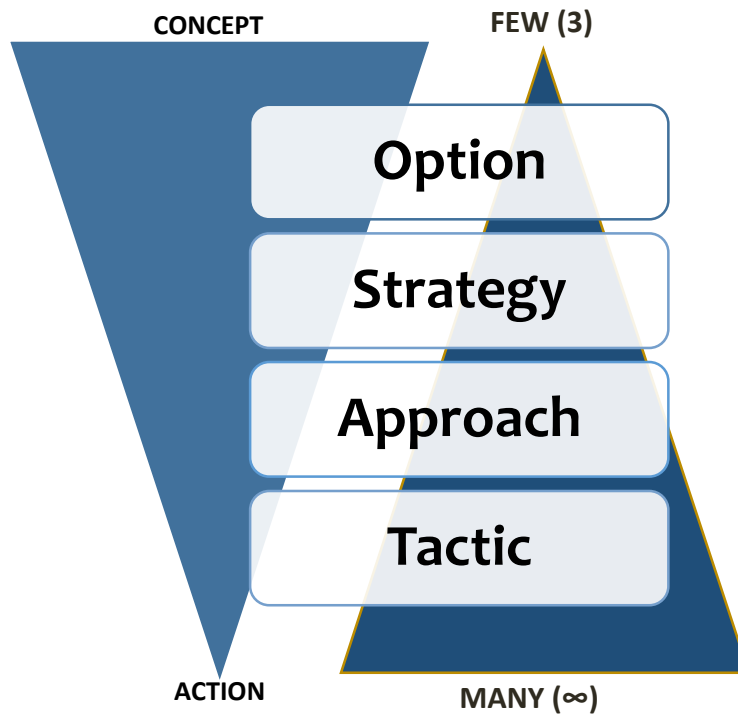 CONCEPT
FEW (3)
Option
Strategy
Approach
Tactic
ACTION
MANY (∞)